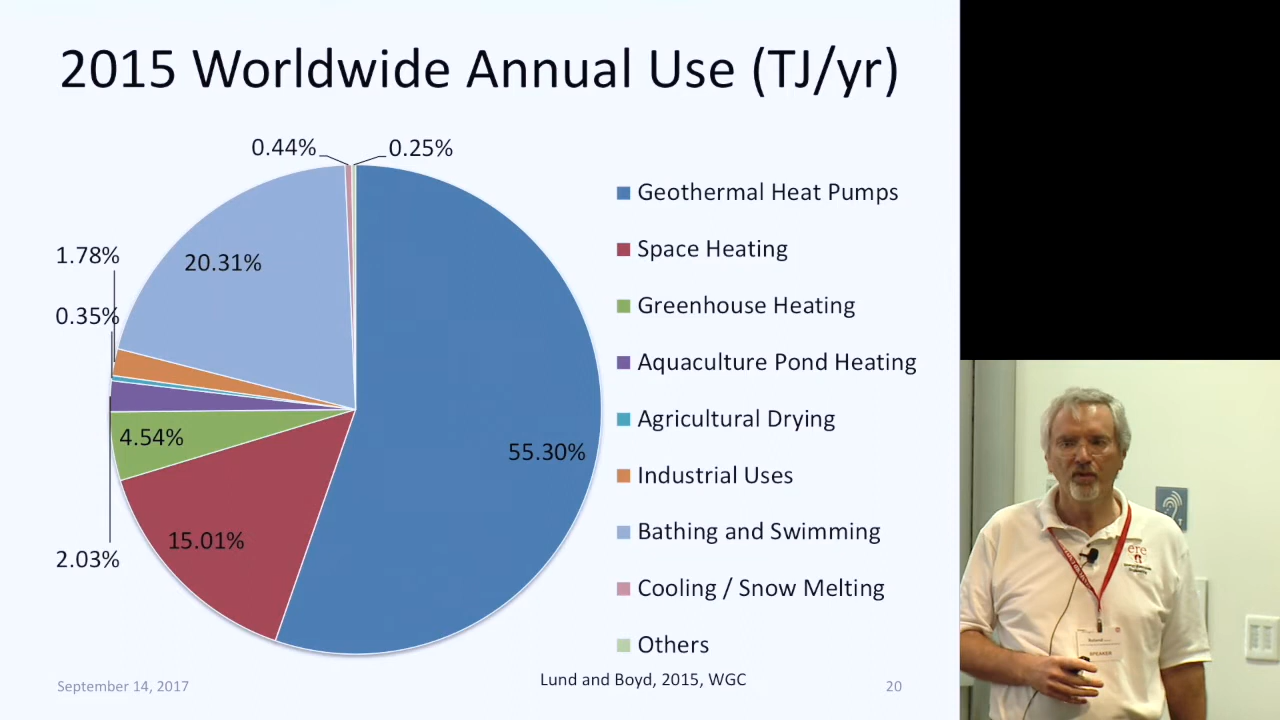 2015 Worldwide Annual Use (TJ/yr)
0.44%
0.25%
1.78%
20.31%
0.35%
4.54%
55.30%
15.01%
2.03%
Geothermal Heat Pumps
Space Heating
Greenhouse Heating
Aquaculture Pond Heating
Agricultural Drying
Industrial Uses
Bathing and Swimming
Cooling / Snow Melting
Others
September 14, 2017
Lund and Boyd, 2015, WGC
20
ere
SPEAKER
T